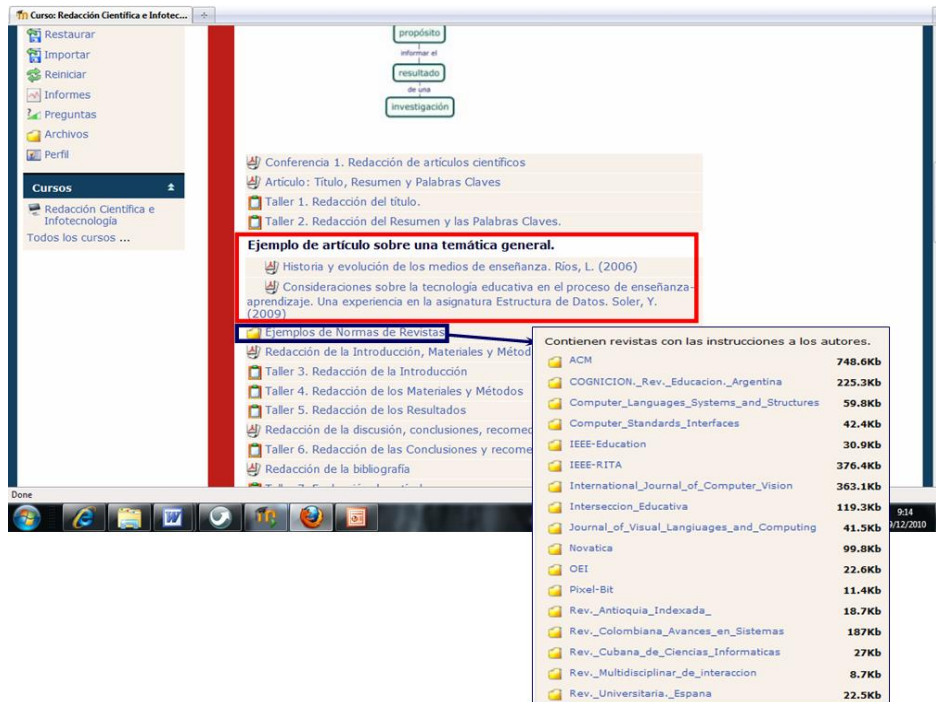 Curso: Redacción Científica e Infotec...
Restaurar
Importar
Reiniciar
Informes
Preguntas
Archivos
Perfil
Cursos
Redacción Científica e
Infotecnología
Todos los cursos ...
propósito
informar el
resultado
de una
investigación
Conferencia 1. Redacción de artículos científicos
Artículo: Título, Resumen y Palabras Claves
Taller 1. Redacción del título.
Taller 2. Redacción del Resumen y las Palabras Claves.
Ejemplo de artículo sobre una temática general.
Historia y evolución de los medios de enseñanza. Ríos, L. (2006)
Consideraciones sobre la tecnología educativa en el proceso de enseñanza-
aprendizaje. Una experiencia en la asignatura Estructura de Datos. Soler, Y.
(2009)
Ejemplos de Normas de Revistas
Redacción de la Introducción, Materiales y Métod
Taller 3. Redacción de la Introducción
Taller 4. Redacción de los Materiales y Métodos
Taller 5. Redacción de los Resultados
Redacción de la discusión, conclusiones, recomed
Taller 6. Redacción de las Conclusiones y recome
Redacción de la bibliografía
Contienen revistas con las instrucciones a los autores.
ACM 748.6Kb
COGNICION._Rev._Educacion._Argentina 225.3Kb
Computer_Languages_Systems_and_Structures 59.8Kb
Computer_Standards_Interfaces 42.4Kb
IEEE-Education 30.9Kb
IEEE-RITA 376.4Kb
International_Journal_of_Computer_Vision 363.1Kb
Interseccion_Educativa 119.3Kb
Journal_of_Visual_Langiuages_and_Computing 41.5Kb
Novatica 99.8Kb
OEI 22.6Kb
Pixel-Bit 11.4Kb
Rev._Antioquia_Indexada_ 18.7Kb
Rev._Colombiana_Avances_en_Sistemas 187Kb
Rev._Cubana_de_Ciencias_Informaticas 27Kb
Rev._Multidisciplinar_de_interaccion 8.7Kb
Rev._Universitaria._Espana 22.5Kb
Done
9:14
9/12/2010